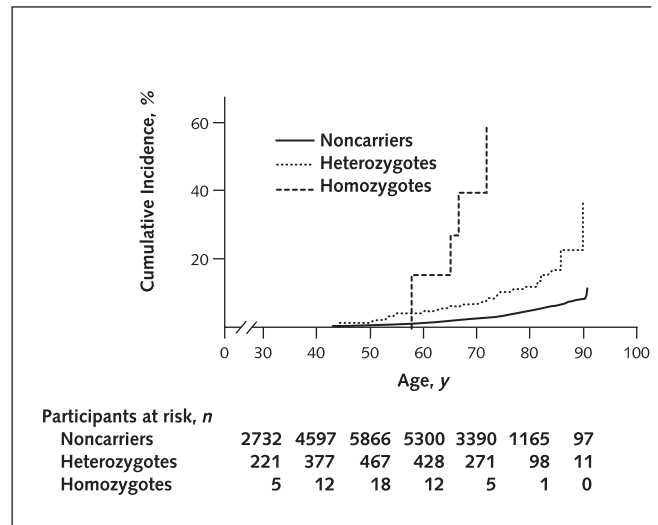 Cumulative Incidence, %
60
40
20
Noncarriers
Heterozygotes
Homozygotes
0 30 40 50 60 70 80 90 100
Age, y
Participants at risk, n
Noncarriers 2732 4597 5866 5300 3390 1165 97
Heterozygotes 221 377 467 428 271 98 11
Homozygotes 5 12 18 12 5 1 0